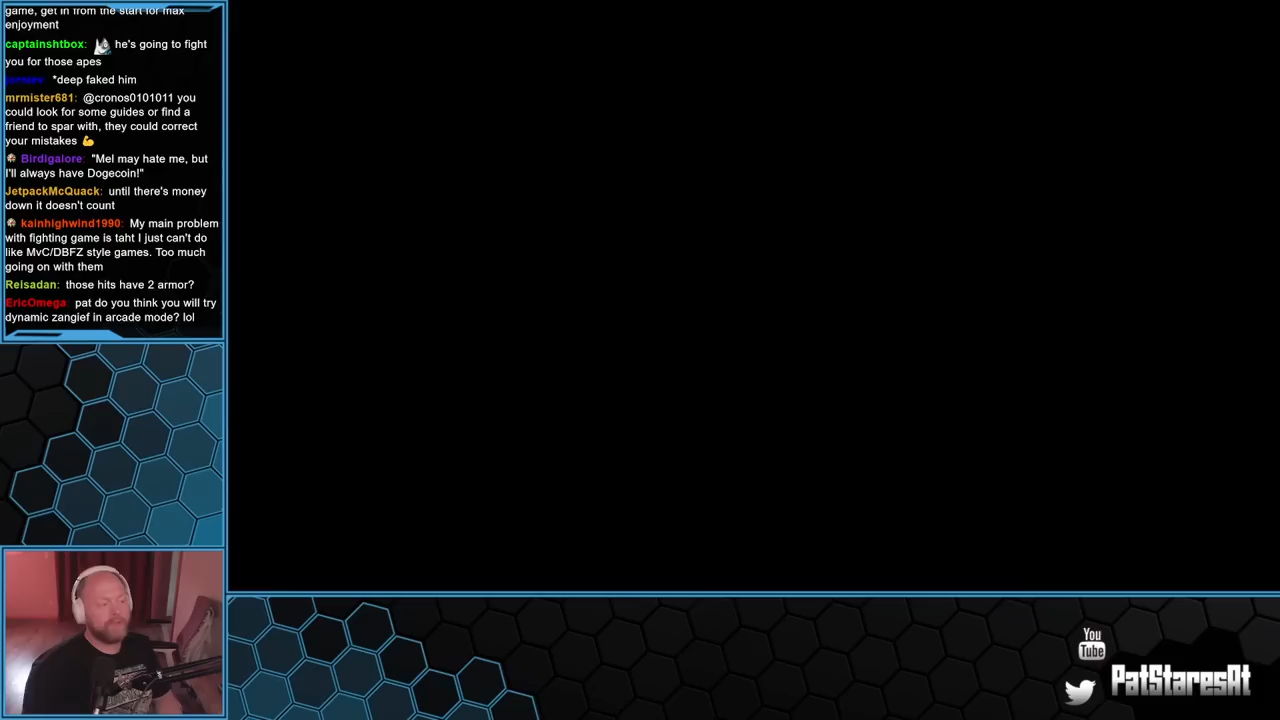 game, get in from the start for max
enjoyment
captainshtbox: he's going to fight
you for those apes
*deep faked him
mrmister681: @cronos0101011 you
could look for some guides or find a
friend to spar with, they could correct
your mistakes 💪
Birdigalore: "Mel may hate me, but
I'll always have Dogecoin!"
JetpackMcQuack: until there's money
down it doesn't count
kainhighwind1990: My main problem
with fighting game is taht I just can't do
like MvC/DBFZ style games. Too much
going on with them
Relsadan: those hits have 2 armor?
EricOmega: pat do you think you will try
dynamic zangief in arcade mode? lol
You
Tube
PatStaresAt